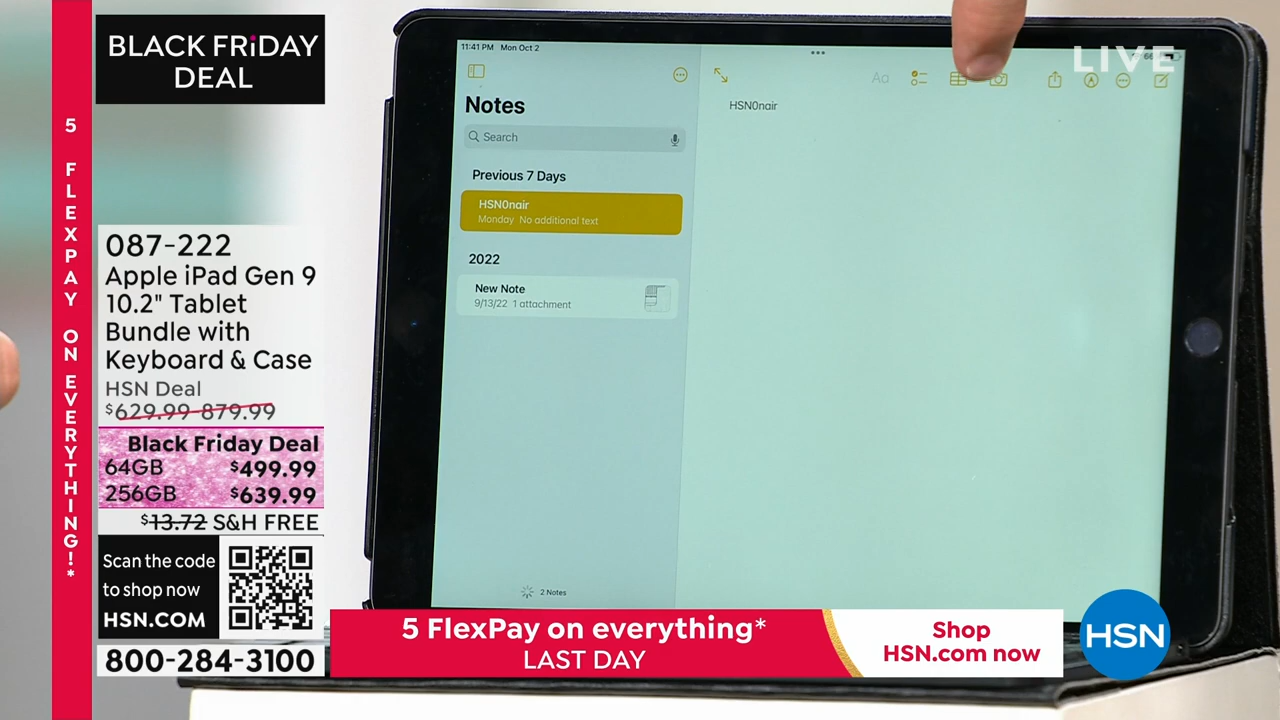 BLACK FRiDAY
DEAL
5 FLEXPAY ON EVERYTHING!*
087-222
Apple iPad Gen 9
10.2" Tablet
Bundle with
Keyboard & Case
HSN Deal
$629.99-879.99
Black Friday Deal
64GB $499.99
256GB $639.99
$13.72 S&H FREE
Scan the code
to shop now
HSN.COM
800-284-3100
11:41 PM Mon Oct 2
Notes
Search
Previous 7 Days
HSN0nair
Monday No additional text
2022
New Note
9/13/22 1 attachment
2 Notes
LIVE
Aa
HSN0nair
5 FlexPay on everything*
LAST DAY
Shop
HSN.com now
HSN